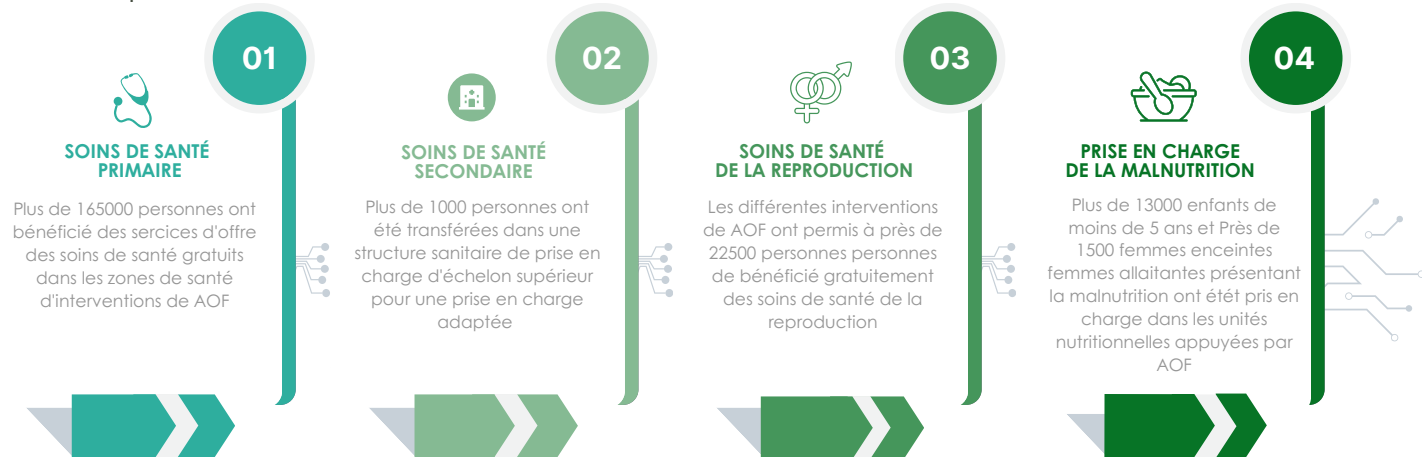 01
SOINS DE SANTÉ
PRIMAIRE
Plus de 165000 personnes ont
bénéficié des sercices d'offre
des soins de santé gratuits
dans les zones de santé
d'interventions de AOF
02
SOINS DE SANTÉ
SECONDAIRE
Plus de 1000 personnes ont
été transférées dans une
structure sanitaire de prise en
charge d'échelon supérieur
pour une prise en charge
adaptée
03
SOINS DE SANTÉ
DE LA REPRODUCTION
Les différentes interventions
de AOF ont permis à près de
22500 personnes personnes
de bénéficié gratuitement
des soins de santé de la
reproduction
04
PRISE EN CHARGE
DE LA MALNUTRITION
Plus de 13000 enfants de
moins de 5 ans et Près de
1500 femmes enceintes
femmes allaitantes présentant
la malnutrition ont étét pris en
charge dans les unités
nutritionnelles appuyées par
AOF